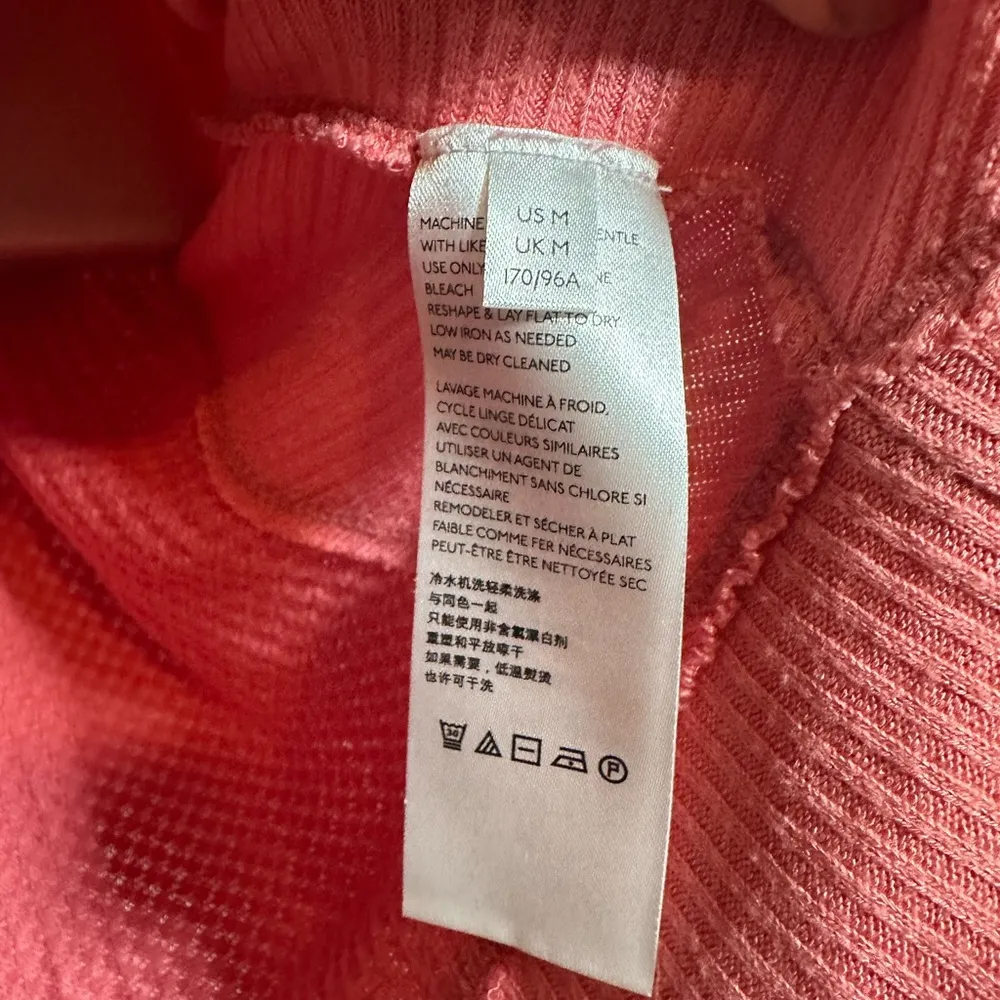 US M
UK M
170/96A
MACHINE ENTLE
WITH LIKE
USE ONLY NE
BLEACH
RESHAPE & LAY FLAT TO DRY
LOW IRON AS NEEDED
MAY BE DRY CLEANED
LAVAGE MACHINE À FROID,
CYCLE LINGE DÉLICAT
AVEC COULEURS SIMILAIRES
UTILISER UN AGENT DE
BLANCHIMENT SANS CHLORE SI
NÉCESSAIRE
REMODELER ET SÉCHER À PLAT
FAIBLE COMME FER NÉCESSAIRES
PEUT-ÊTRE ÊTRE NETTOYÉE SEC
冷水机洗轻柔洗涤
与同色一起
只能使用非含氯漂白剂
重塑和平放晾干
如果需要，低温熨烫
也许可干洗
30 P